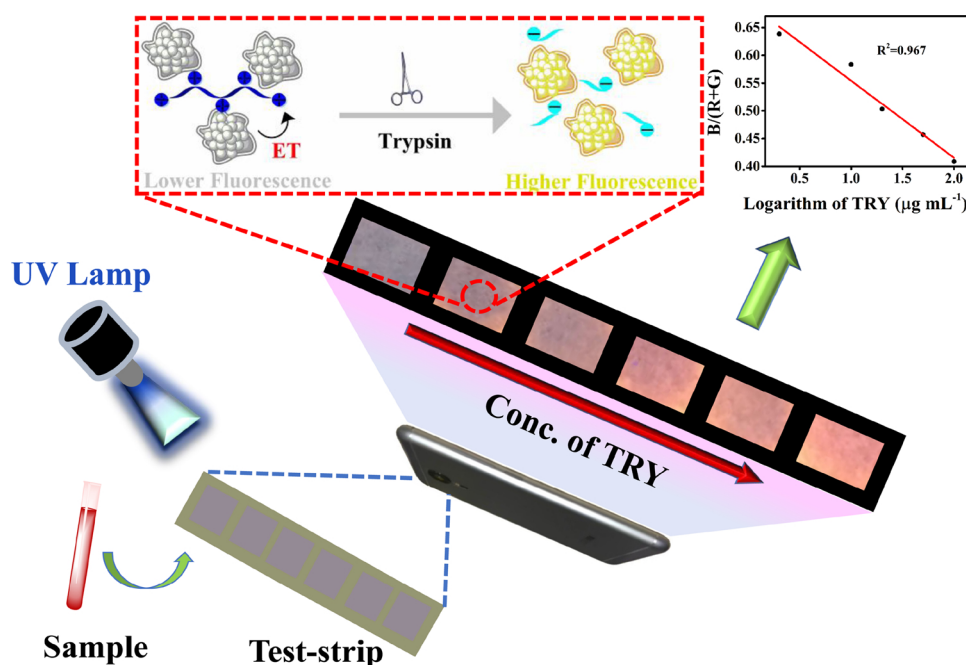 ET
Trypsin
Lower Fluorescence
Higher Fluorescence
0.65
0.60
0.55
0.50
0.45
0.40
B/(R+G)
R²=0.967
0.5 1.0 1.5 2.0
Logarithm of TRY (μg mL⁻¹)
UV Lamp
Conc. of TRY
Sample
Test-strip